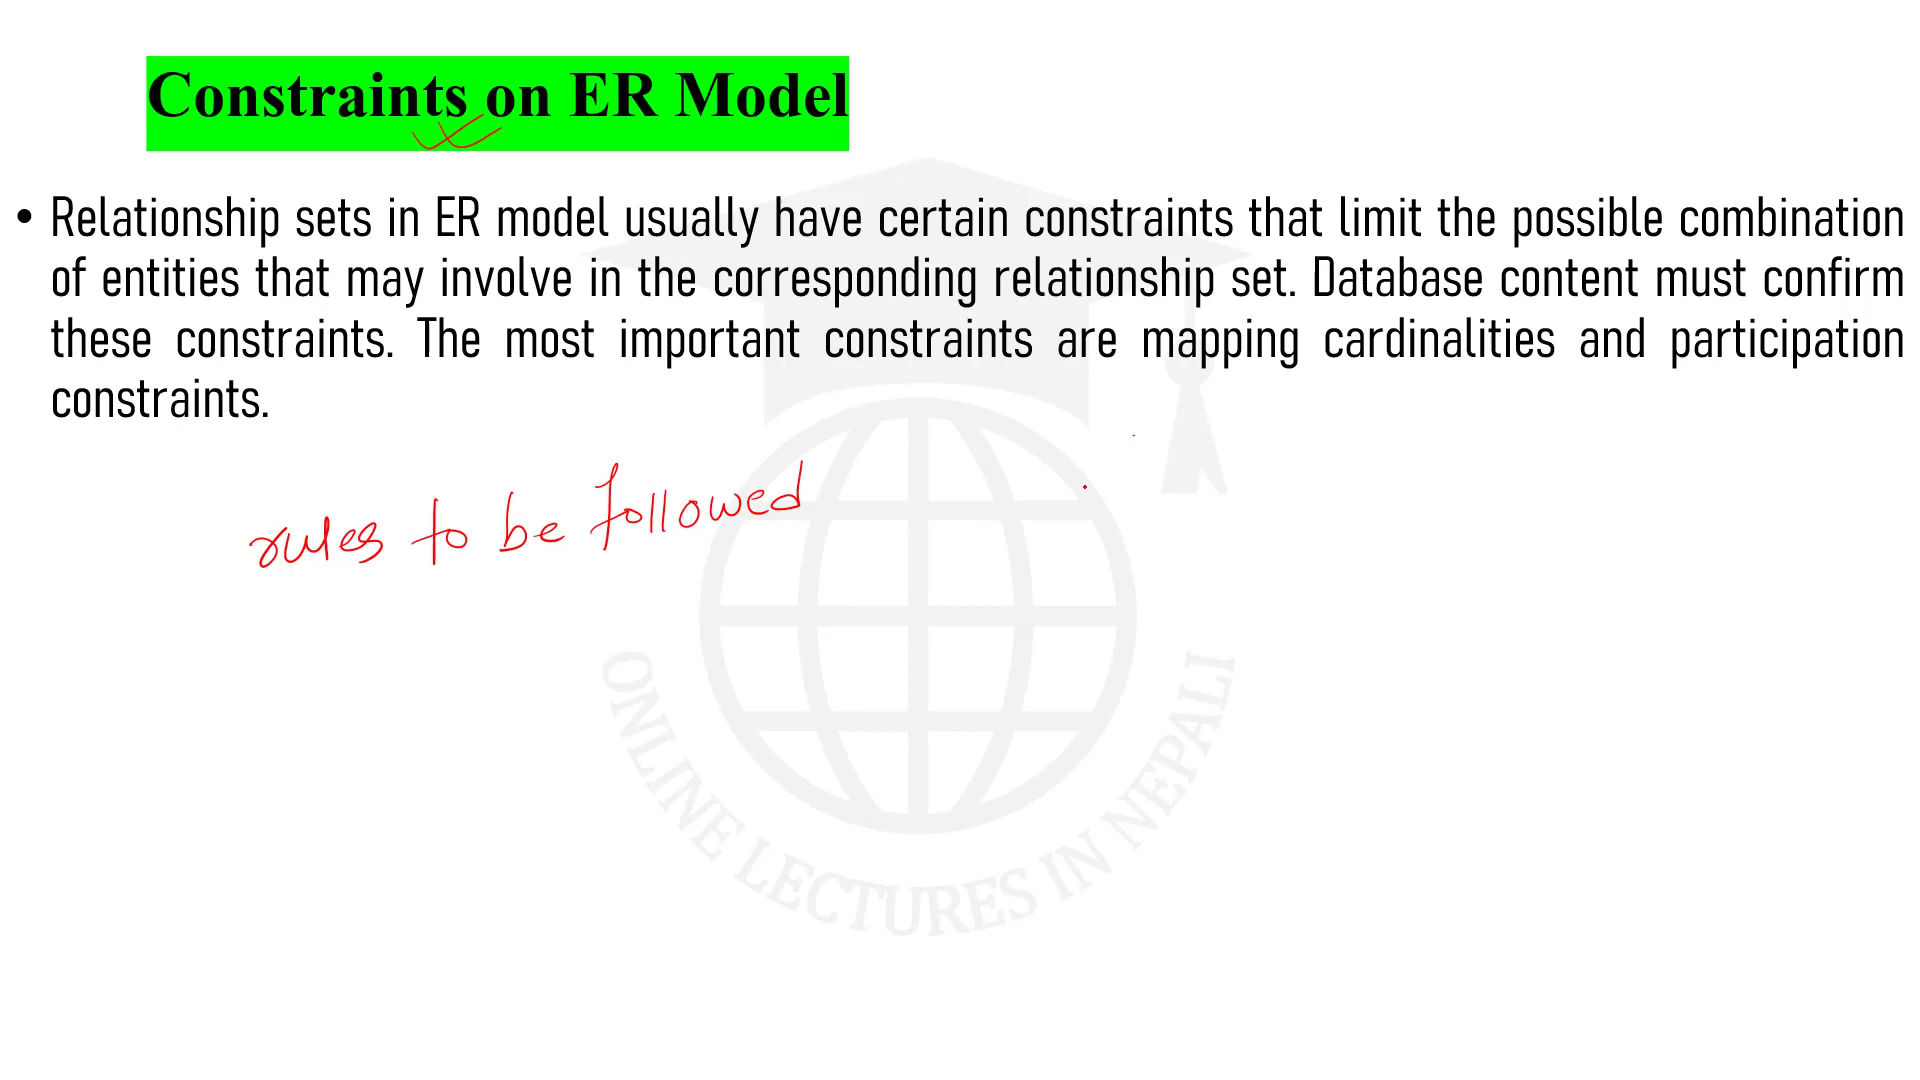 Constraints on ER Model
• Relationship sets in ER model usually have certain constraints that limit the possible combination
of entities that may involve in the corresponding relationship set. Database content must confirm
these constraints. The most important constraints are mapping cardinalities and participation
constraints.
rules to be followed
ONLINE LECTURES IN NEPALI